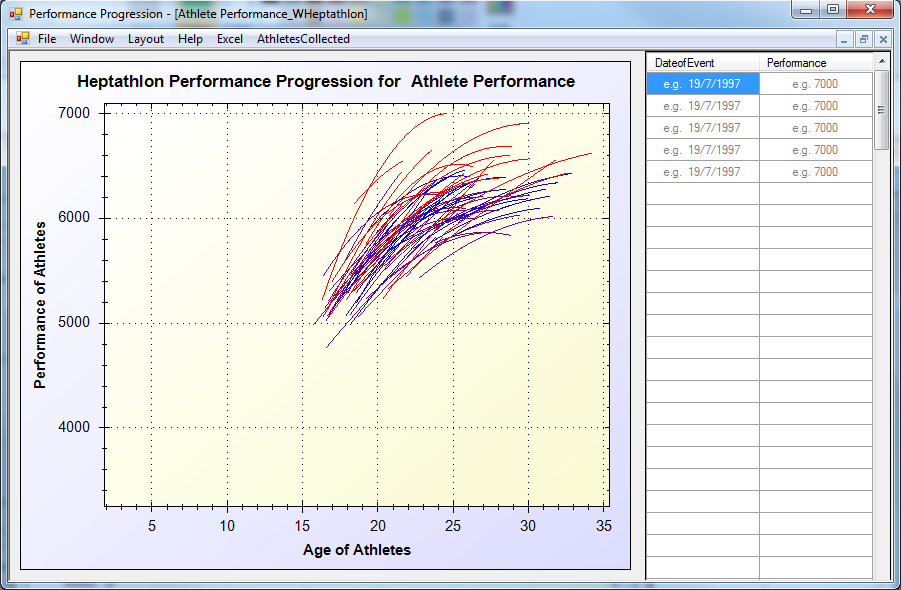 Performance Progression - [Athlete Performance_WHeptathlon]
File Window Layout Help Excel AthletesCollected
Heptathlon Performance Progression for  Athlete Performance
7000
6000
5000
4000
Performance of Athletes
5 10 15 20 25 30 35
Age of Athletes
DateofEvent Performance
e.g. 19/7/1997 e.g. 7000
e.g. 19/7/1997 e.g. 7000
e.g. 19/7/1997 e.g. 7000
e.g. 19/7/1997 e.g. 7000
e.g. 19/7/1997 e.g. 7000